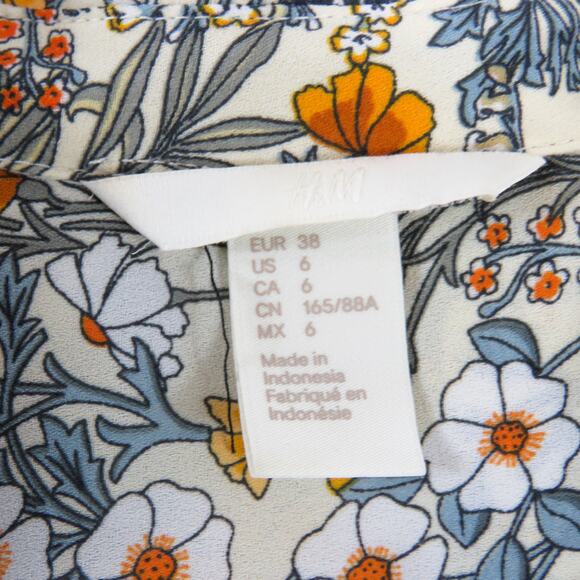 H&M
EUR 38
US 6
CA 6
CN 165/88A
MX 6
Made in
Indonesia
Fabriqué en
Indonésie